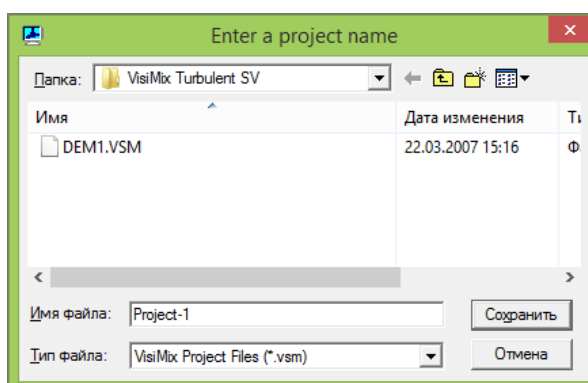 Enter a project name
Папка: VisiMix Turbulent SV
Имя Дата изменения
DEM1.VSM 22.03.2007 15:16 Ф
Имя файла: Project-1 Сохранить
Тип файла: VisiMix Project Files (*.vsm) Отмена